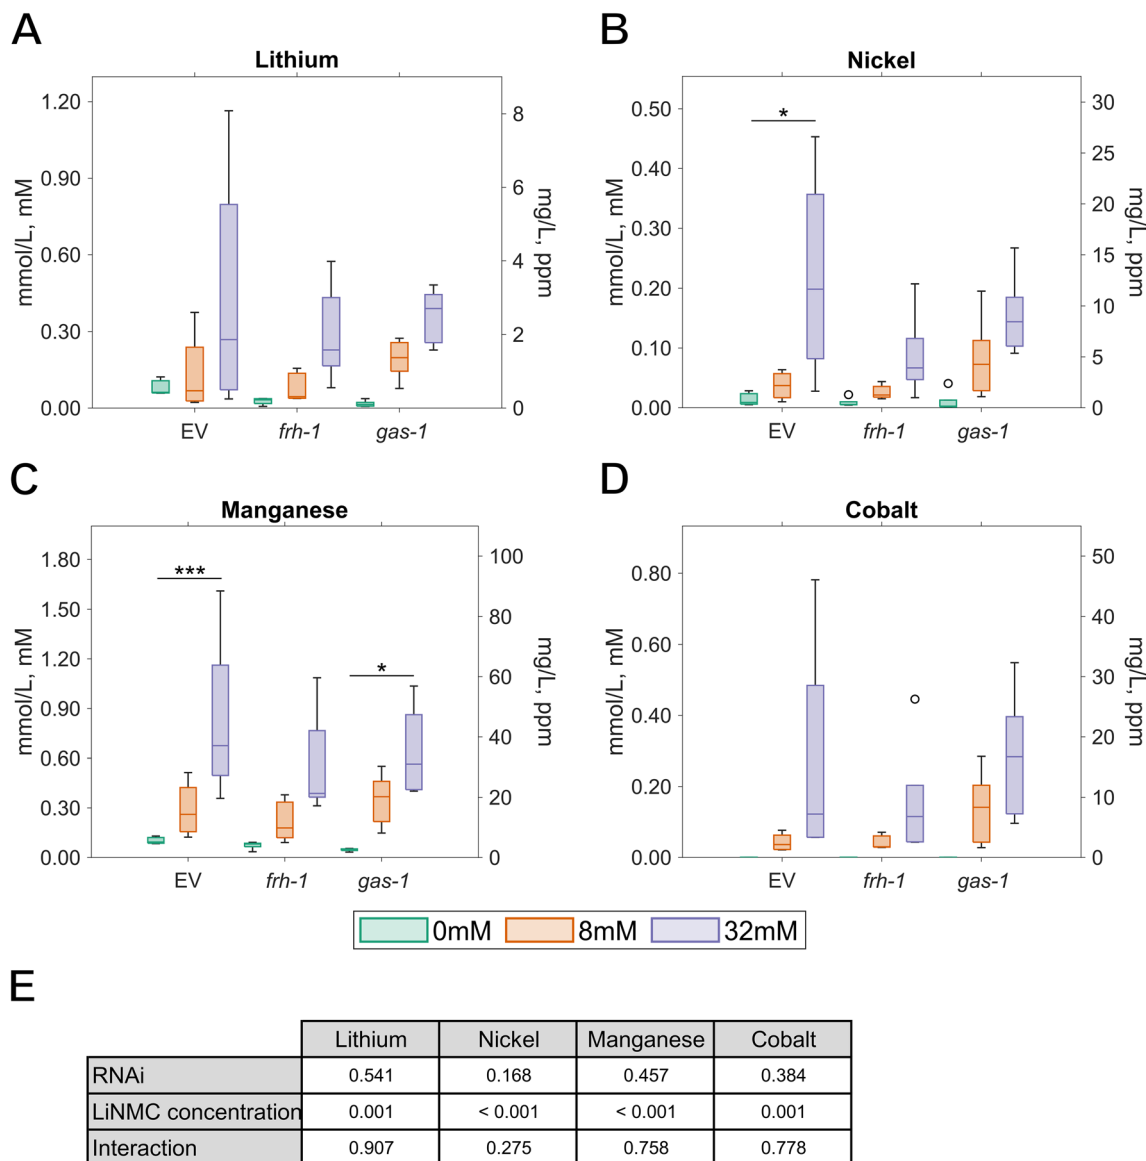 A
Lithium
mmol/L, mM
1.20
0.90
0.60
0.30
0.00
8
6
4
2
0
mg/L, ppm
EV frh-1 gas-1
B
Nickel
mmol/L, mM
0.50
0.40
0.30
0.20
0.10
0.00
*
30
25
20
15
10
5
0
mg/L, ppm
EV frh-1 gas-1
C
Manganese
mmol/L, mM
1.80
1.50
1.20
0.90
0.60
0.30
0.00
***
*
100
80
60
40
20
0
mg/L, ppm
EV frh-1 gas-1
D
Cobalt
mmol/L, mM
0.80
0.60
0.40
0.20
0.00
50
40
30
20
10
0
mg/L, ppm
EV frh-1 gas-1
0mM 8mM 32mM
E
Lithium Nickel Manganese Cobalt
RNAi 0.541 0.168 0.457 0.384
LiNMC concentration 0.001 < 0.001 < 0.001 0.001
Interaction 0.907 0.275 0.758 0.778